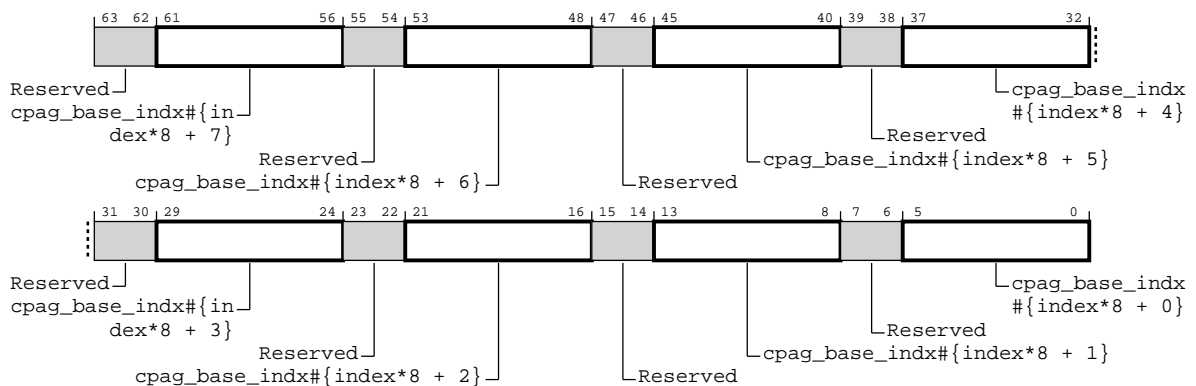 63 62 61 56 55 54 53 48 47 46 45 40 39 38 37 32
Reserved
cpag_base_indx#{in
dex*8 + 7}
Reserved
cpag_base_indx#{index*8 + 6}
Reserved
cpag_base_indx#{index*8 + 5}
Reserved
cpag_base_indx
#{index*8 + 4}
31 30 29 24 23 22 21 16 15 14 13 8 7 6 5 0
Reserved
cpag_base_indx#{in
dex*8 + 3}
Reserved
cpag_base_indx#{index*8 + 2}
Reserved
cpag_base_indx#{index*8 + 1}
Reserved
cpag_base_indx
#{index*8 + 0}